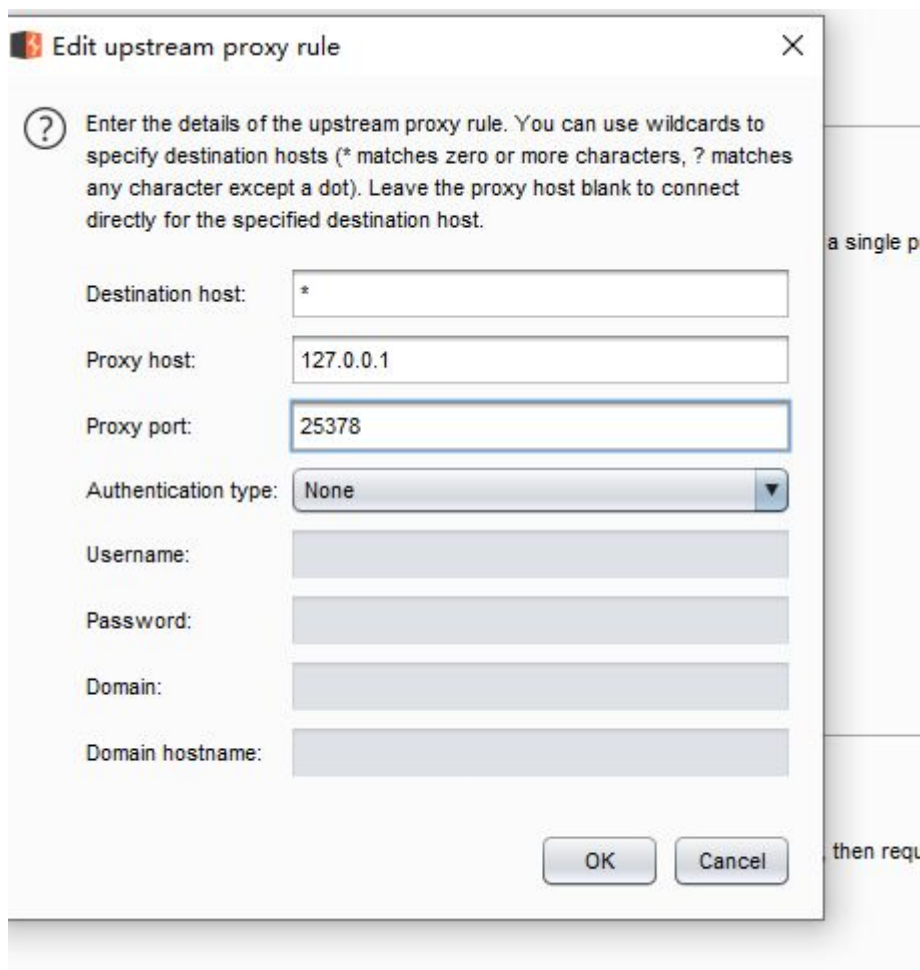 Edit upstream proxy rule
Enter the details of the upstream proxy rule. You can use wildcards to
specify destination hosts (* matches zero or more characters, ? matches
any character except a dot). Leave the proxy host blank to connect
directly for the specified destination host.
a single p
Destination host: *
Proxy host: 127.0.0.1
Proxy port: 25378
Authentication type: None
Username:
Password:
Domain:
Domain hostname:
OK Cancel
, then requ